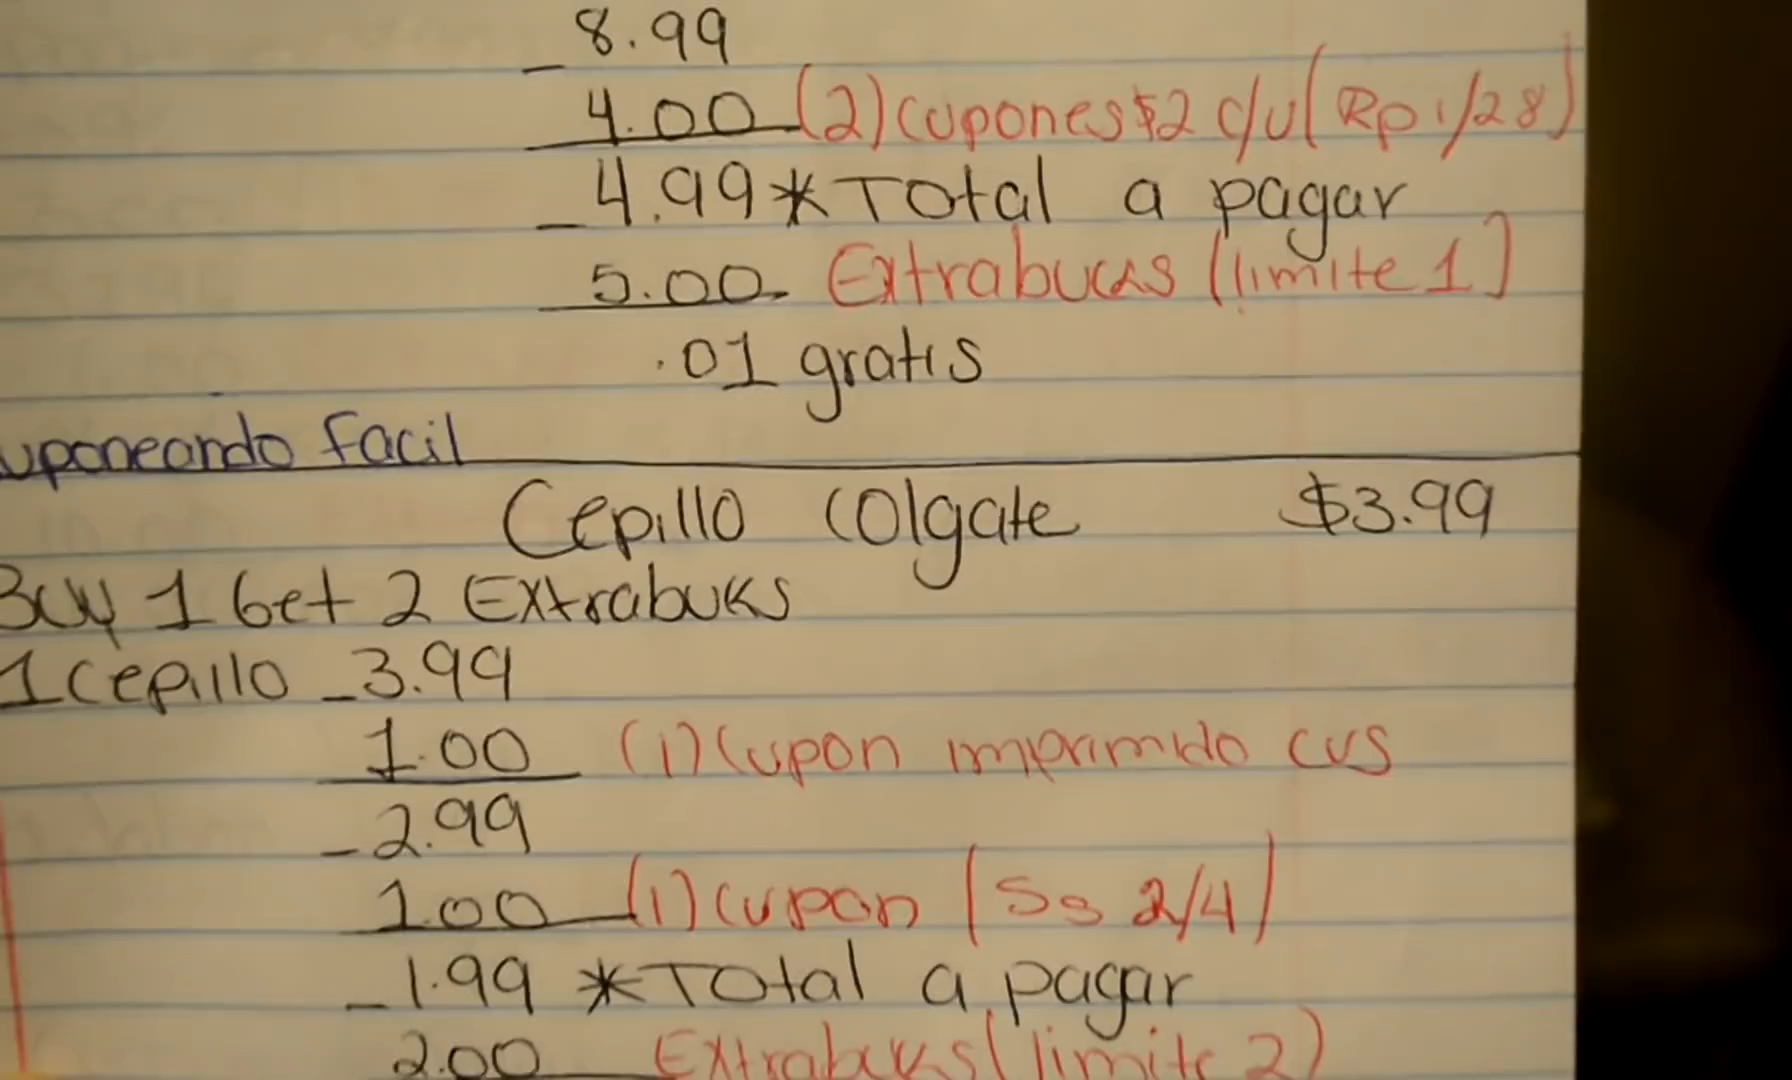 8.99
4.00 (2) cupones $2 c/u (Rp 1/28)
4.99 * Total a pagar
5.00 Extrabucks (limite 1)
.01 gratis
uponeando facil
Cepillo Colgate $3.99
Buy 1 Get 2 Extrabuks
1 Cepillo - 3.99
1.00 (1) Cupon imprimido CVS
- 2.99
1.00 (1) Cupon (Ss 2/4)
- 1.99 * Total a pagar
2.00 Extrabuks (limite 2)